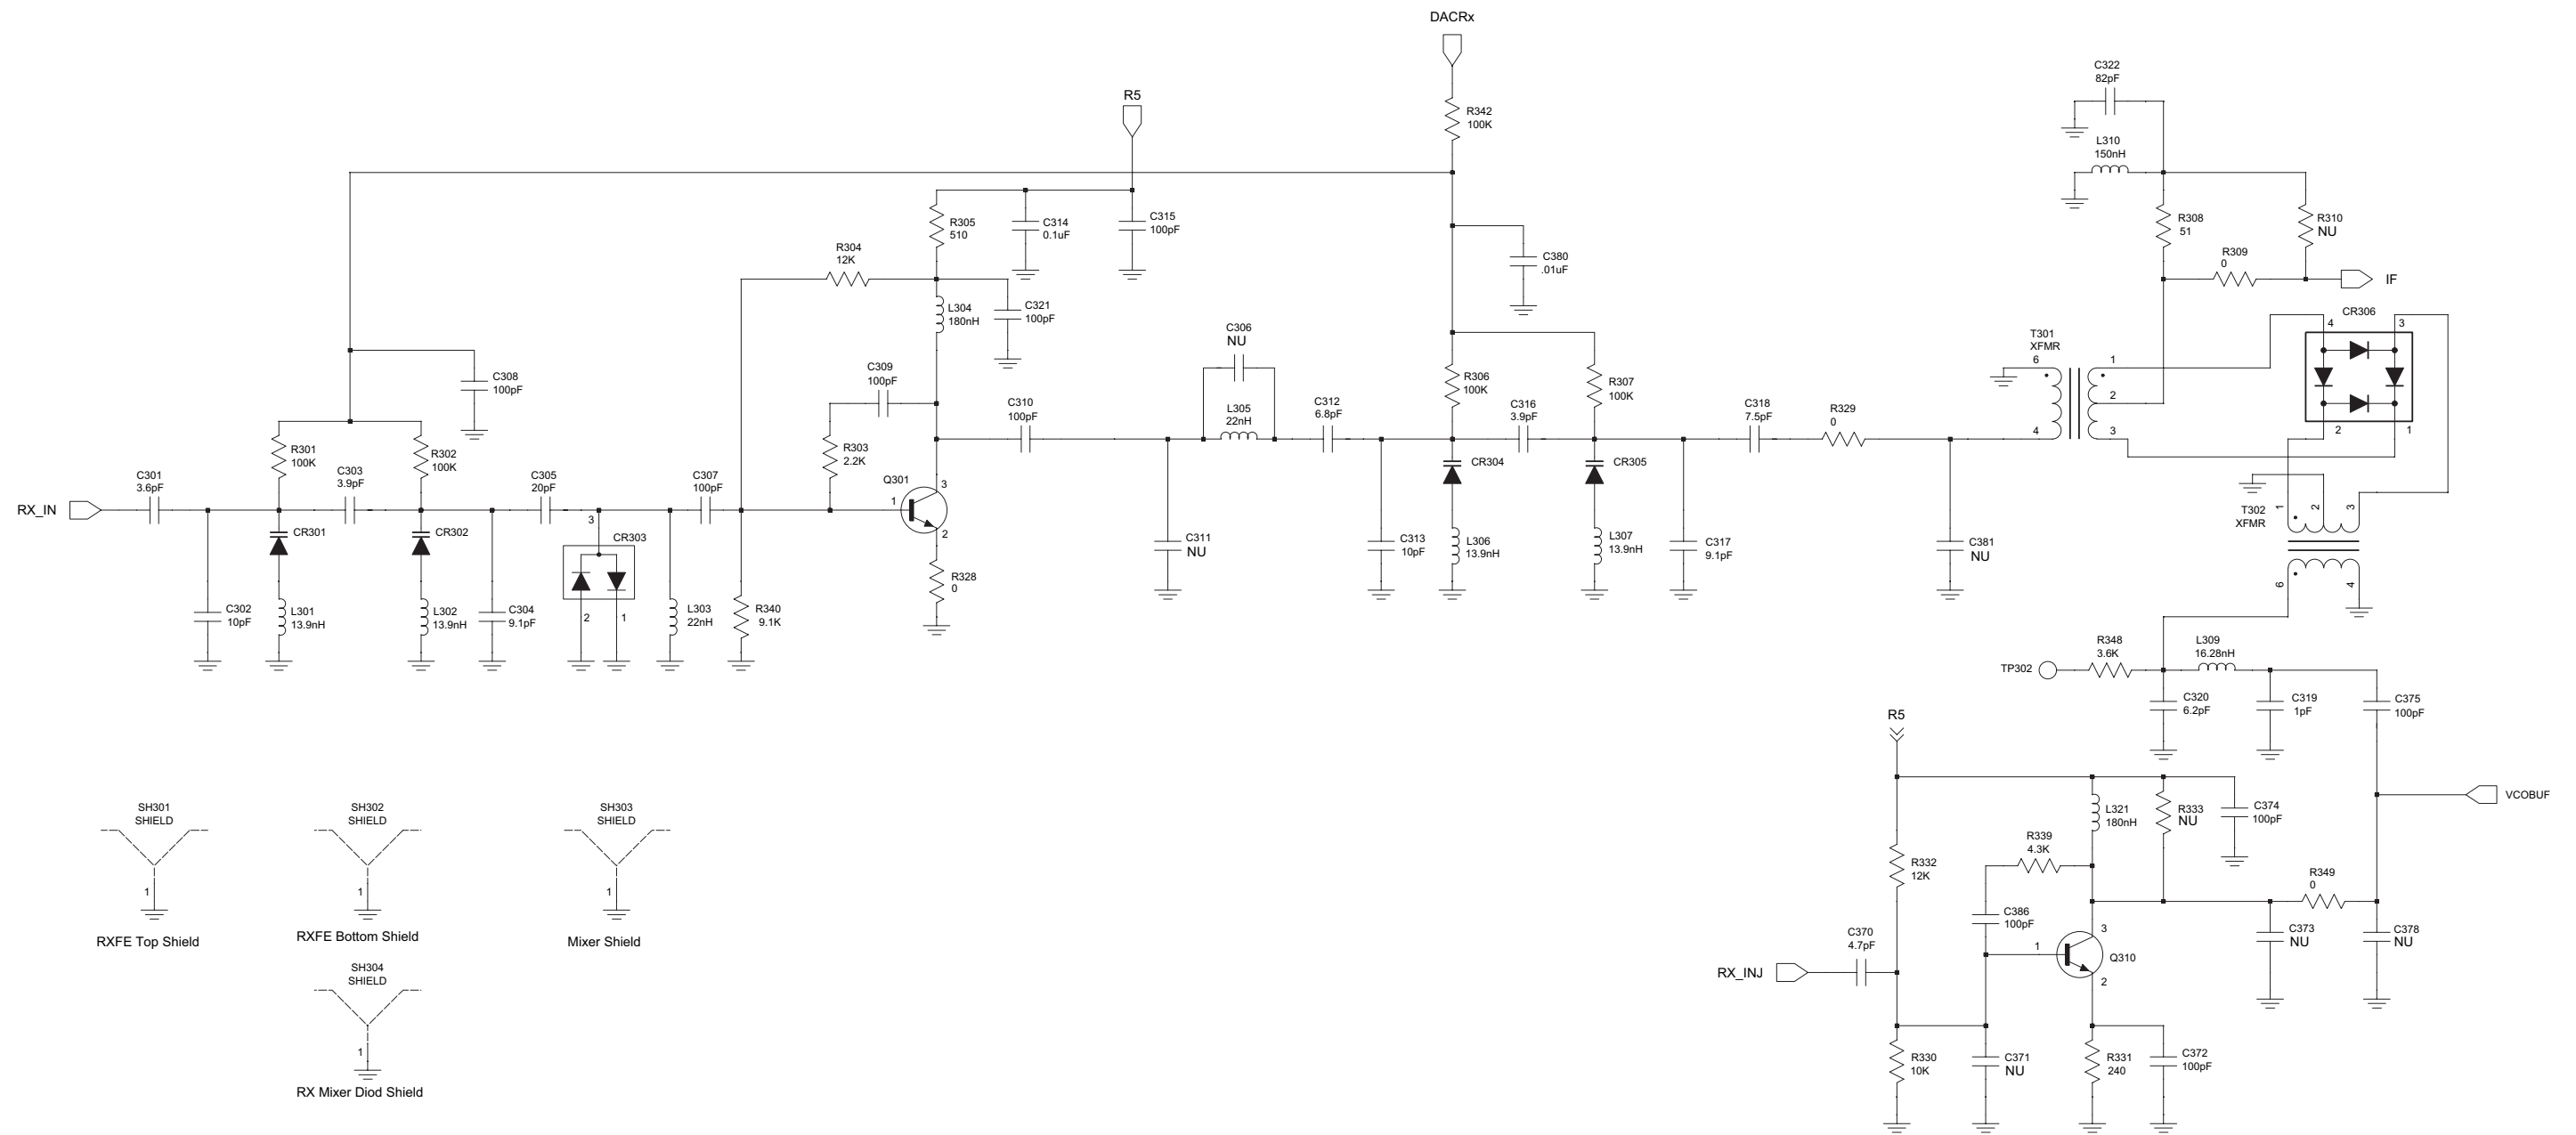 DACRx
R342
100K
R5
C322
82pF
L310
150nH
R308
51
R310
NU
R309
0
IF
R305
510
C314
0.1uF
C315
100pF
R304
12K
C380
.01uF
L304
180nH
C321
100pF
C306
NU
L305
22nH
C308
100pF
C309
100pF
R303
2.2K
C310
100pF
C312
6.8pF
R306
100K
C316
3.9pF
R307
100K
C318
7.5pF
R329
0
T301
XFMR
6
4
1
2
3
CR306
4
3
2
1
R301
100K
C303
3.9pF
R302
100K
C305
20pF
C307
100pF
Q301
3
1
2
CR304
CR305
RX_IN
C301
3.6pF
CR301
CR302
3
CR303
2
1
C302
10pF
L301
13.9nH
L302
13.9nH
C304
9.1pF
L303
22nH
R340
9.1K
R328
0
C311
NU
C313
10pF
L306
13.9nH
L307
13.9nH
C317
9.1pF
C381
NU
T302
XFMR
1
2
3
6
4
TP302
R348
3.6K
L309
16.28nH
C320
6.2pF
C319
1pF
C375
100pF
R5
VCOBUF
L321
180nH
R333
NU
C374
100pF
R339
4.3K
R332
12K
C386
100pF
R349
0
C373
NU
C378
NU
RX_INJ
C370
4.7pF
3
1
Q310
2
R330
10K
C371
NU
R331
240
C372
100pF
SH301
SHIELD
1
RXFE Top Shield
SH302
SHIELD
1
RXFE Bottom Shield
SH303
SHIELD
1
Mixer Shield
SH304
SHIELD
1
RX Mixer Diod Shield